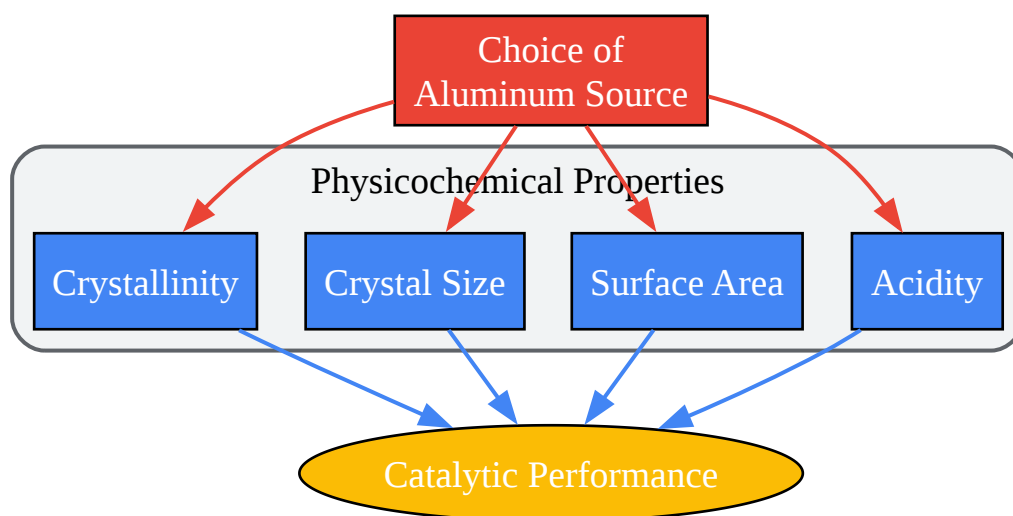 Choice of
Aluminum Source
Physicochemical Properties
Crystallinity
Crystal Size
Surface Area
Acidity
Catalytic Performance